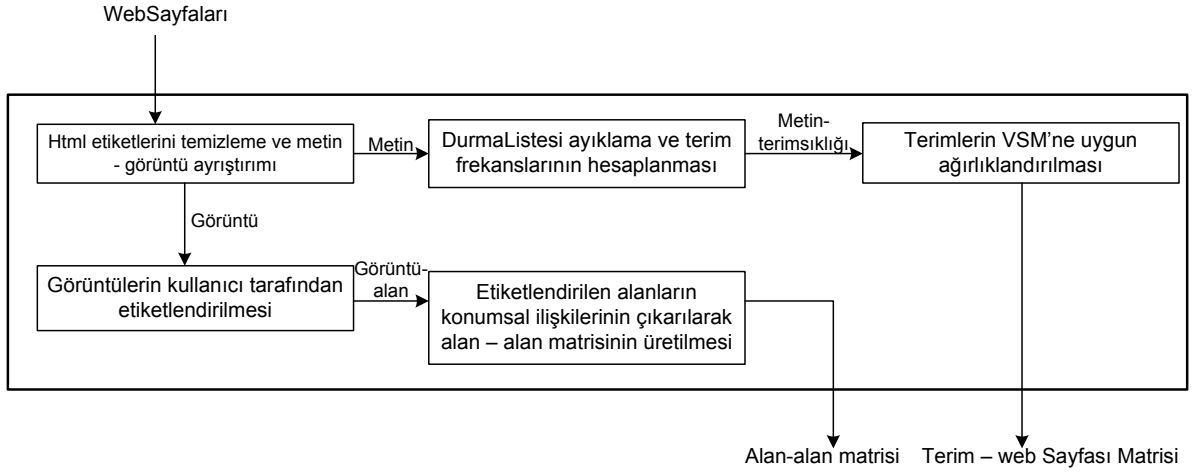 WebSayfaları
Html etiketlerini temizleme ve metin
- görüntü ayrıştırımı
Metin
DurmaListesi ayıklama ve terim
frekanslarının hesaplanması
Metin-
terimsıklığı
Terimlerin VSM’ne uygun
ağırlıklandırılması
Görüntü
Görüntülerin kullanıcı tarafından
etiketlendirilmesi
Görüntü-
alan
Etiketlendirilen alanların
konumsal ilişkilerinin çıkarılarak
alan – alan matrisinin üretilmesi
Alan-alan matrisi
Terim – web Sayfası Matrisi